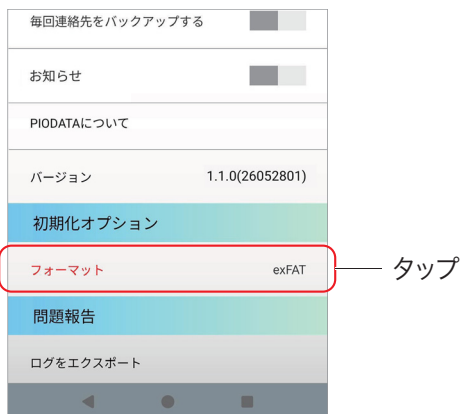 毎回連絡先をバックアップする
お知らせ
PIODATAについて
バージョン 1.1.0(26052801)
初期化オプション
フォーマット exFAT
タップ
問題報告
ログをエクスポート